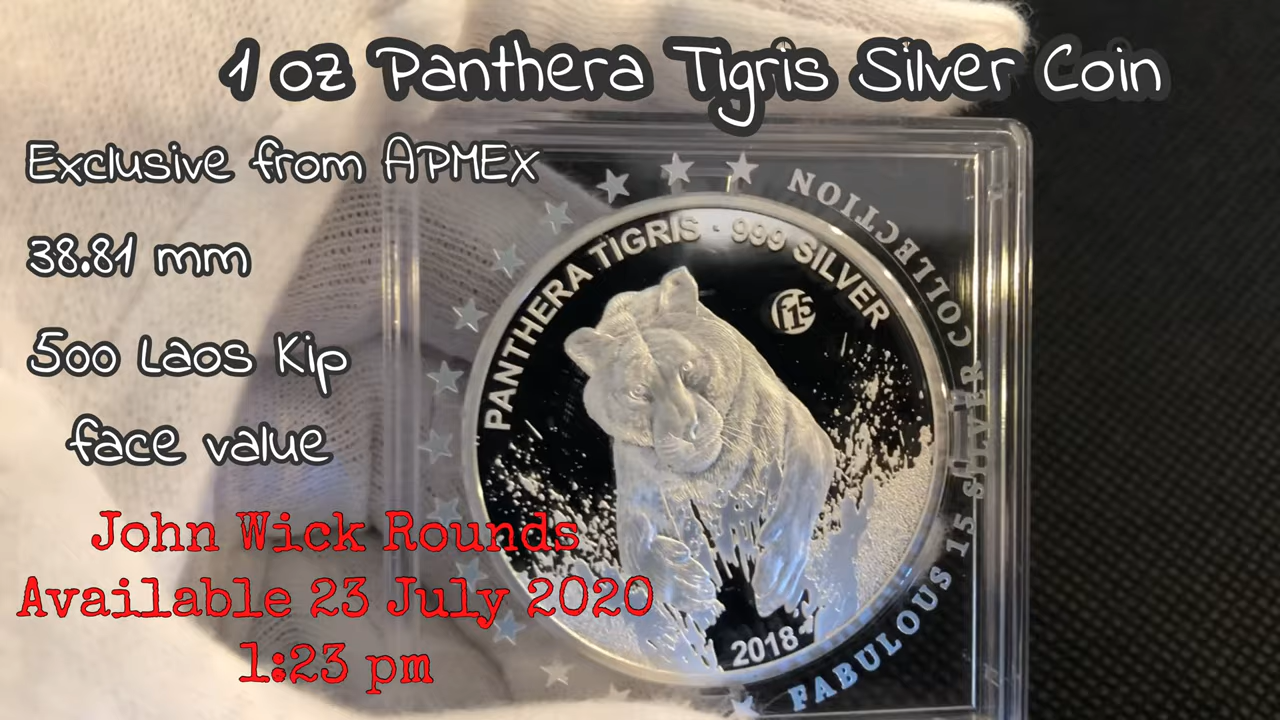 1 oz Panthera Tigris Silver Coin
Exclusive from APMEX
38.81 mm
500 Laos Kip
face value
John Wick Rounds
Available 23 July 2020
1:23 pm
PANTHERA TIGRIS · 999 SILVER
f15
2018
FABULOUS 15 SILVER COLLECTION